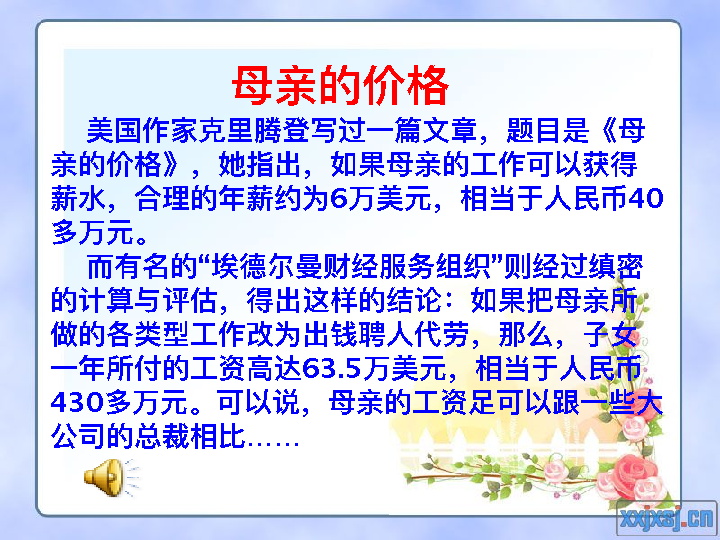 母亲的价格
美国作家克里腾登写过一篇文章，题目是《母
亲的价格》，她指出，如果母亲的工作可以获得
薪水，合理的年薪约为6万美元，相当于人民币40
多万元。
而有名的“埃德尔曼财经服务组织”则经过缜密
的计算与评估，得出这样的结论：如果把母亲所
做的各类型工作改为出钱聘人代劳，那么，子女
一年所付的工资高达63.5万美元，相当于人民币
430多万元。可以说，母亲的工资足可以跟一些大
公司的总裁相比……
xxjxsj.cn